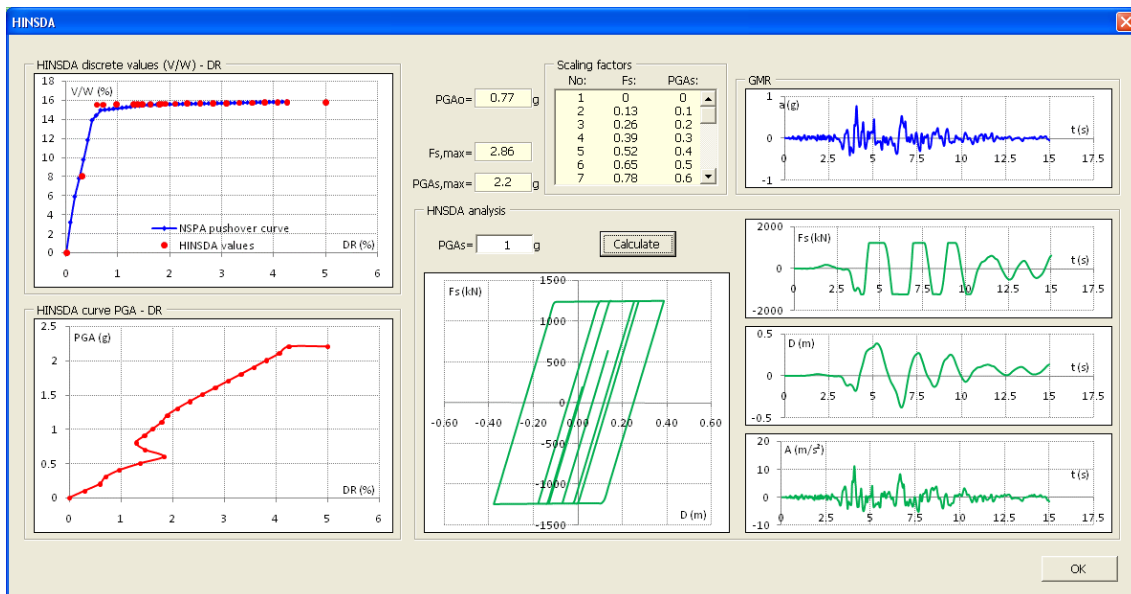 HINSDA
HINSDA discrete values (V/W) - DR
V/W (%)
18
16
14
12
10
8
6
4
2
0
NSPA pushover curve
HINSDA values
DR (%)
0 1 2 3 4 5 6
HINSDA curve PGA - DR
PGA (g)
2.5
2
1.5
1
0.5
0
DR (%)
0 1 2 3 4 5 6
PGAo= 0.77 g
Fs,max= 2.86
PGAs,max= 2.2 g
Scaling factors
No: Fs: PGAs:
1 0 0
2 0.13 0.1
3 0.26 0.2
4 0.39 0.3
5 0.52 0.4
6 0.65 0.5
7 0.78 0.6
GMR
a (g)
1
0
-1
t (s)
0 2.5 5 7.5 10 12.5 15 17.5
HNSDA analysis
PGAs= 1 g
Calculate
Fs (kN)
1500
1000
500
0
-500
-1000
-1500
-0.60 -0.40 -0.20 0.00 0.20 0.40 0.60
D (m)
Fs (kN)
2000
0
-2000
t (s)
0 2.5 5 7.5 10 12.5 15 17.5
D (m)
0.5
0
-0.5
t (s)
0 2.5 5 7.5 10 12.5 15 17.5
A (m/s²)
20
10
0
-10
t (s)
0 2.5 5 7.5 10 12.5 15 17.5
OK